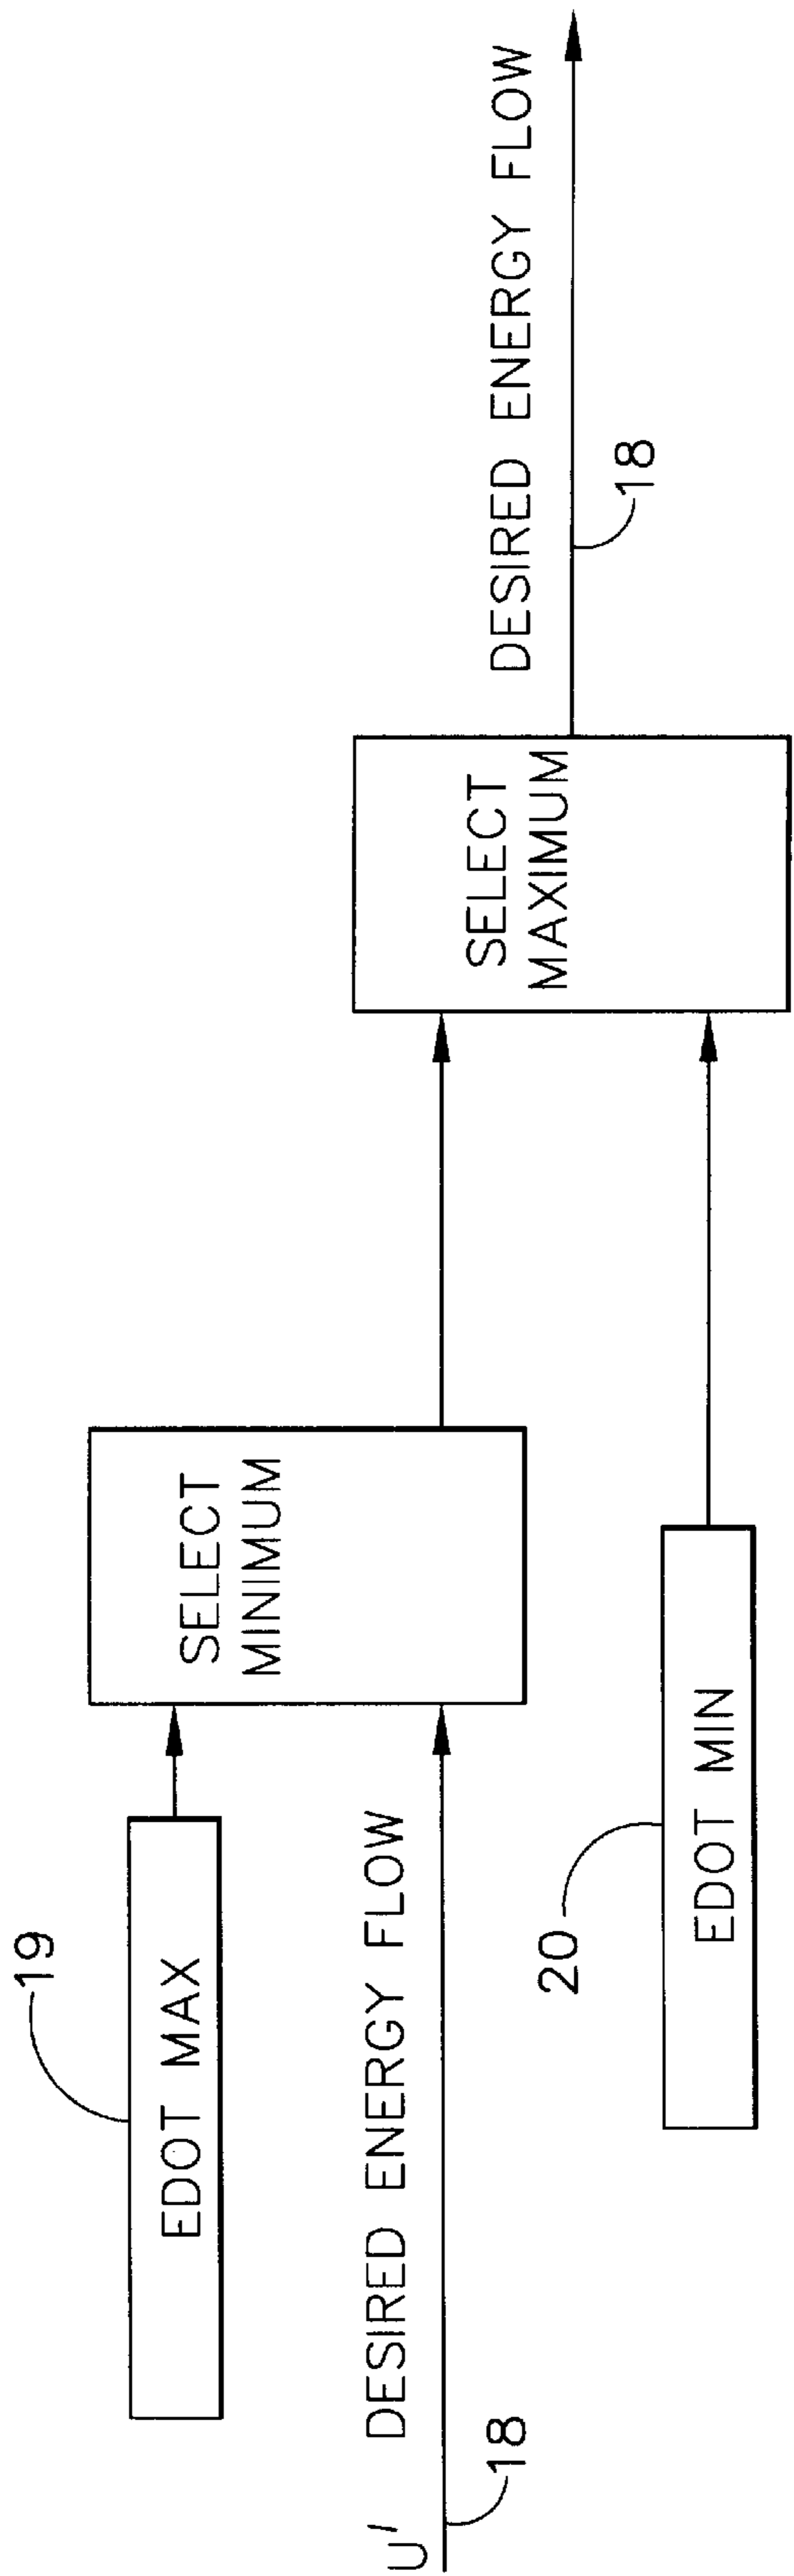 19
EDOT MAX
SELECT
MINIMUM
U' DESIRED ENERGY FLOW
18
20
EDOT MIN
SELECT
MAXIMUM
DESIRED ENERGY FLOW
18